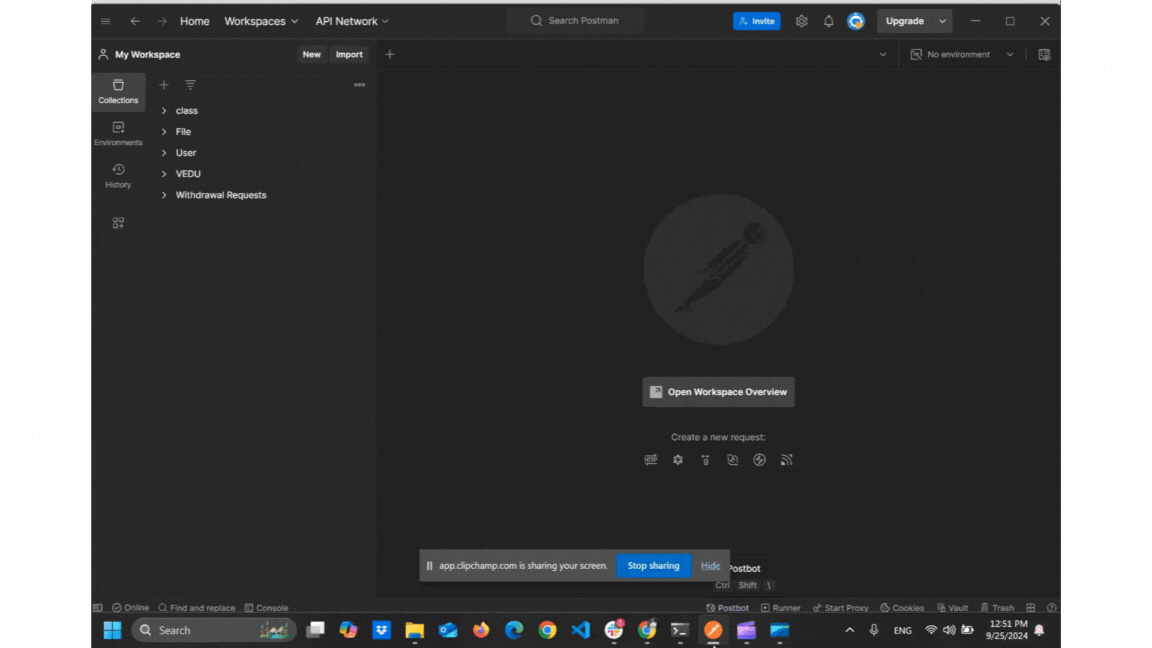 Home Workspaces API Network Search Postman Invite Upgrade
My Workspace New Import No environment
Collections
class
File
Environments
User
VEDU
History
Withdrawal Requests
Open Workspace Overview
Create a new request:
app.clipchamp.com is sharing your screen. Stop sharing Hide
Postbot
Ctrl Shift \
Online Find and replace Console Postbot Runner Start Proxy Cookies Vault Trash
Search ENG 12:51 PM
9/25/2024